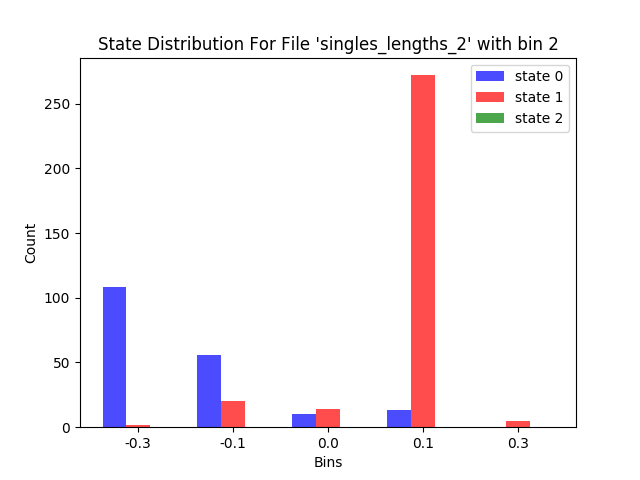 State Distribution For File 'singles_lengths_2' with bin 2
state 0
state 1
state 2
Count
250
200
150
100
50
0
-0.3 -0.1 0.0 0.1 0.3
Bins